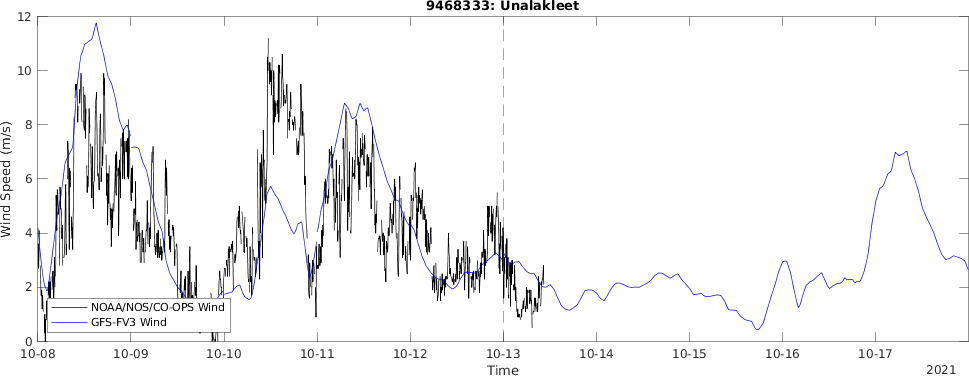 9468333: Unalakleet
12
10
8
6
4
2
0
Wind Speed (m/s)
NOAA/NOS/CO-OPS Wind
GFS-FV3 Wind
10-08 10-09 10-10 10-11 10-12 10-13 10-14 10-15 10-16 10-17
Time
2021